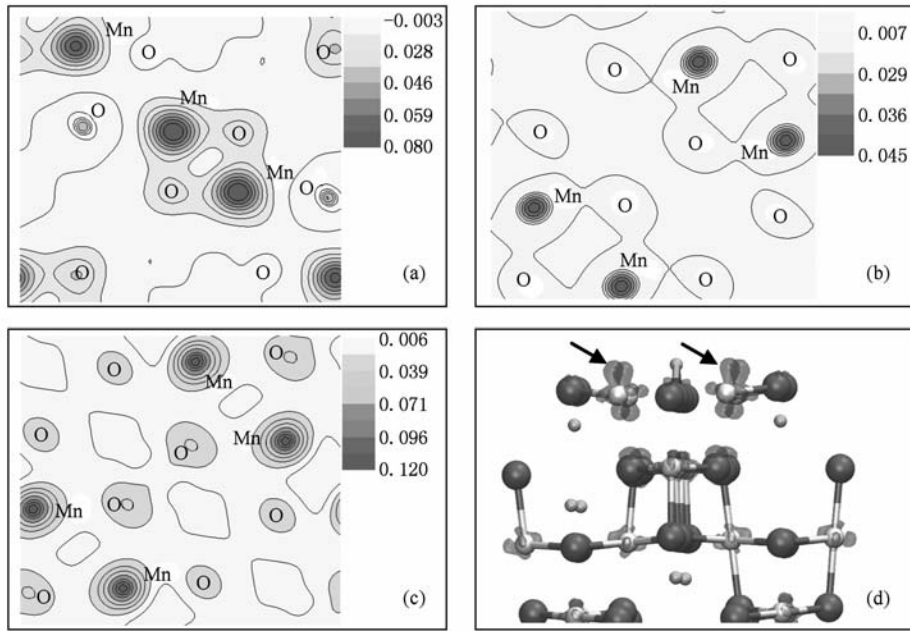 -0.003
0.028
0.046
0.059
0.080
Mn
O
O
O
Mn
O
Mn
O
O
O
O
(a)
0.007
0.029
0.036
0.045
Mn
O
O
O
O
Mn
Mn
O
O
Mn
O
O
(b)
0.006
0.039
0.071
0.096
0.120
O
Mn
O
O
Mn
O
Mn
O
O
Mn
O
O
(c)
(d)